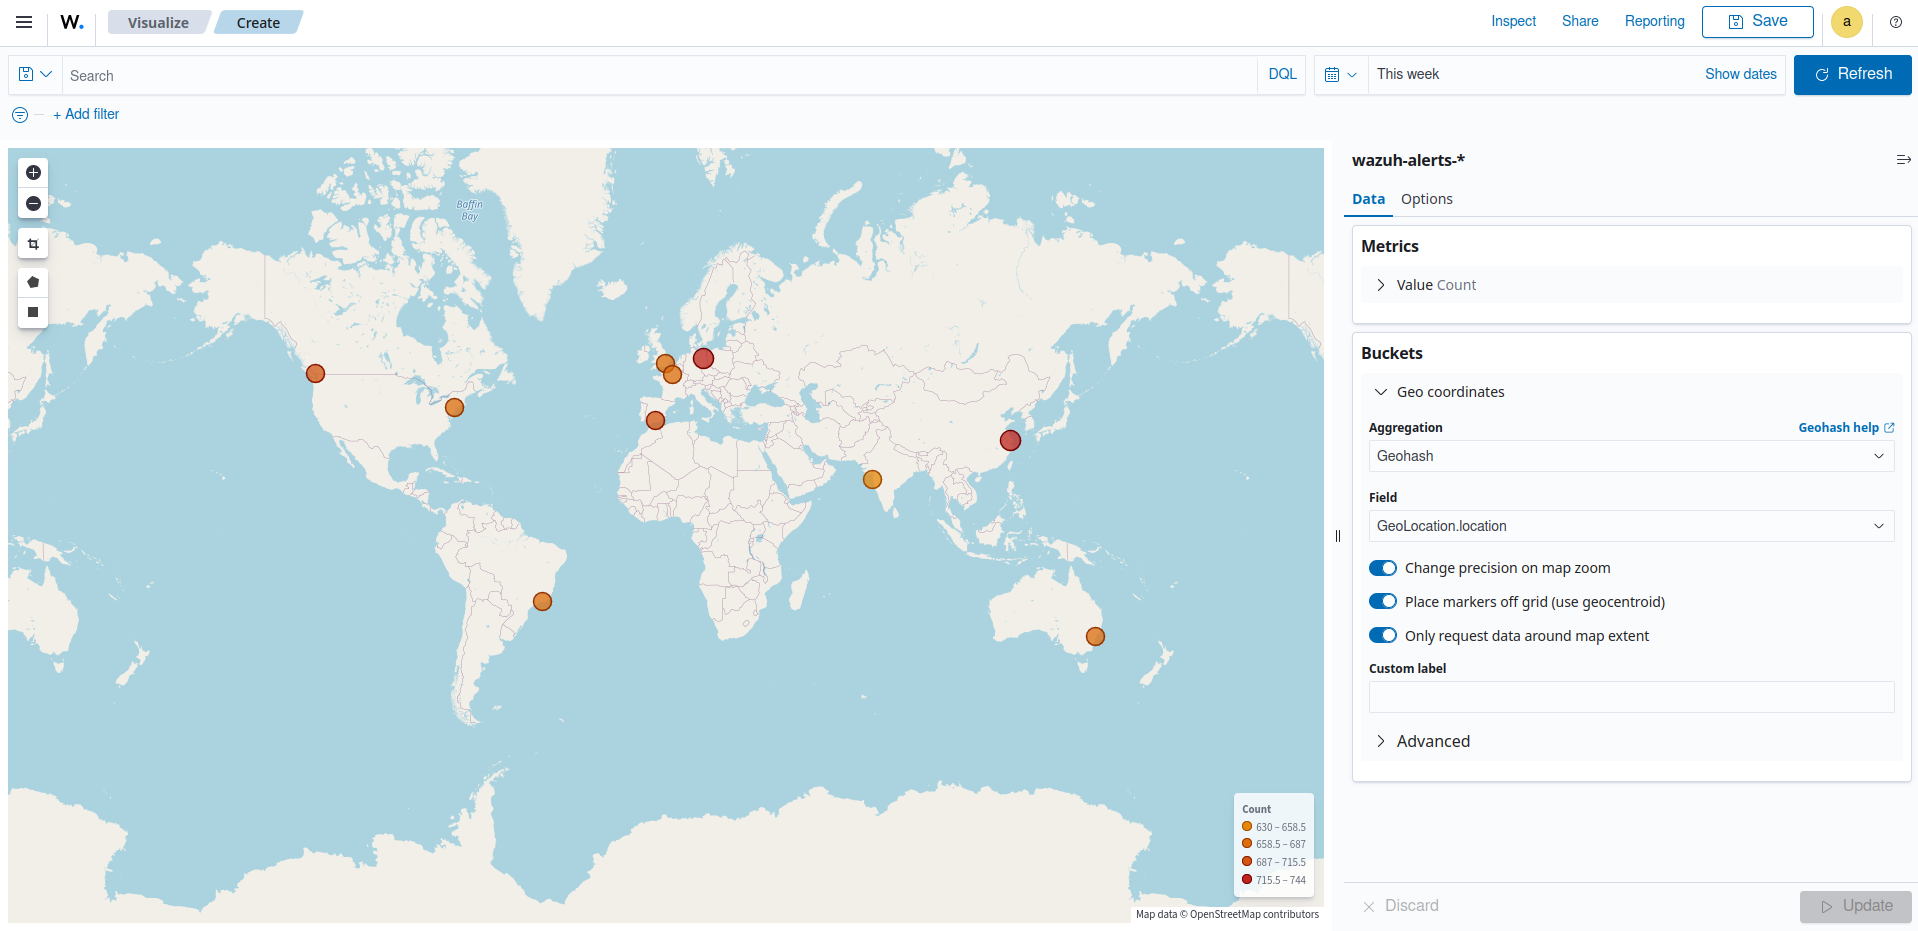 W.
Visualize
Create
Inspect
Share
Reporting
Save
a
Search
DQL
This week
Show dates
Refresh
+ Add filter
Baffin
Bay
Count
630 – 658.5
658.5 – 687
687 – 715.5
715.5 – 744
Map data © OpenStreetMap contributors
wazuh-alerts-*
Data
Options
Metrics
Value Count
Buckets
Geo coordinates
Aggregation
Geohash help
Geohash
Field
GeoLocation.location
Change precision on map zoom
Place markers off grid (use geocentroid)
Only request data around map extent
Custom label
Advanced
Discard
Update